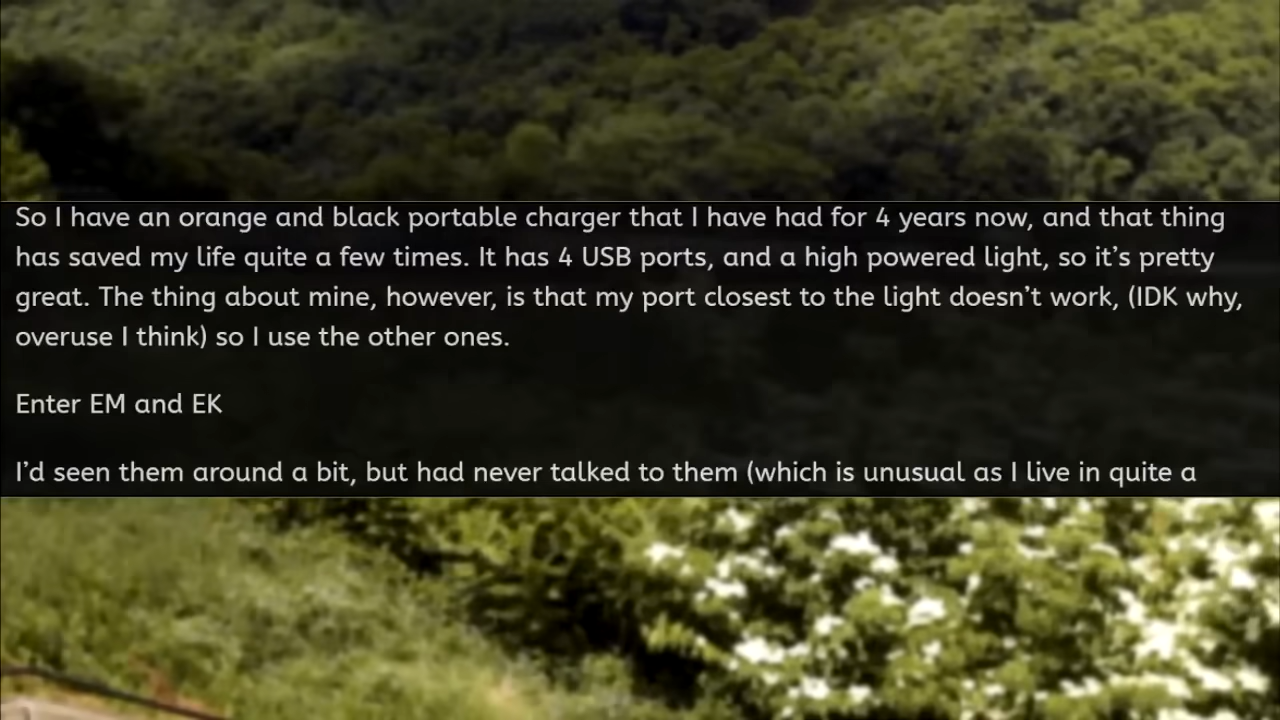 So I have an orange and black portable charger that I have had for 4 years now, and that thing
has saved my life quite a few times. It has 4 USB ports, and a high powered light, so it’s pretty
great. The thing about mine, however, is that my port closest to the light doesn’t work, (IDK why,
overuse I think) so I use the other ones.
Enter EM and EK
I’d seen them around a bit, but had never talked to them (which is unusual as I live in quite a